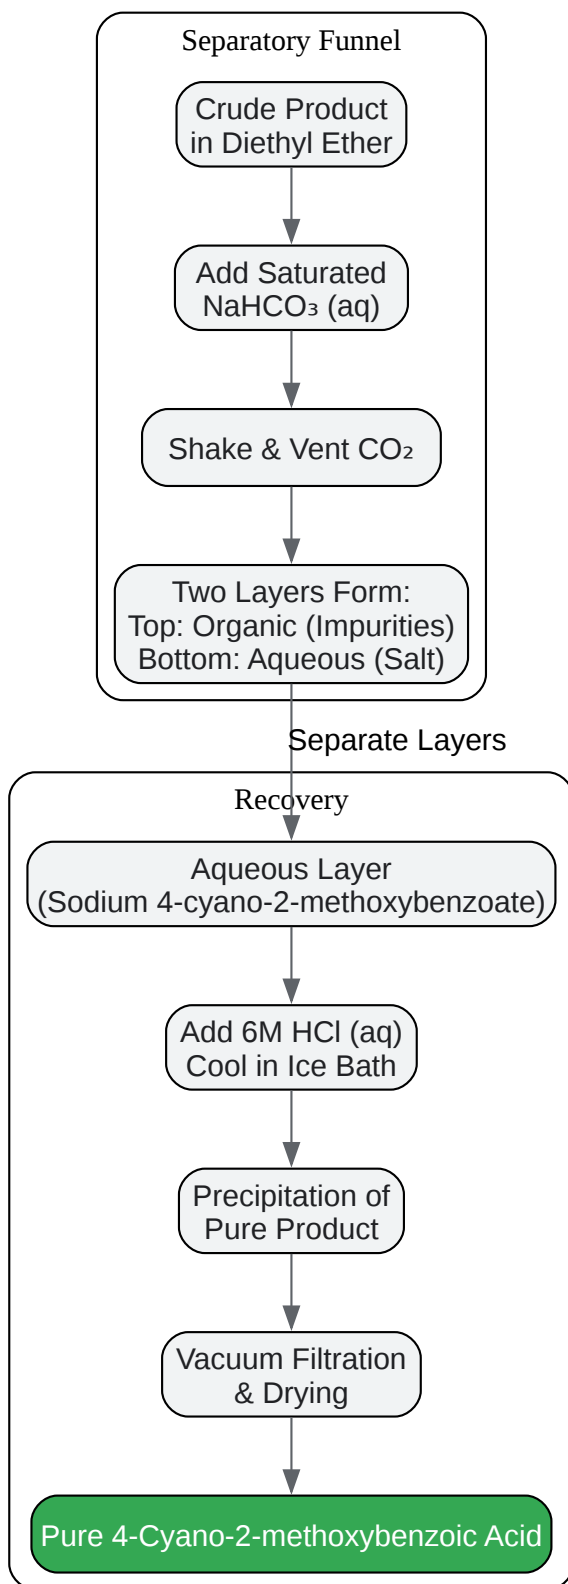 Separatory Funnel
Crude Product
in Diethyl Ether
Add Saturated
NaHCO₃ (aq)
Shake & Vent CO₂
Two Layers Form:
Top: Organic (Impurities)
Bottom: Aqueous (Salt)
Separate Layers
Recovery
Aqueous Layer
(Sodium 4-cyano-2-methoxybenzoate)
Add 6M HCl (aq)
Cool in Ice Bath
Precipitation of
Pure Product
Vacuum Filtration
& Drying
Pure 4-Cyano-2-methoxybenzoic Acid